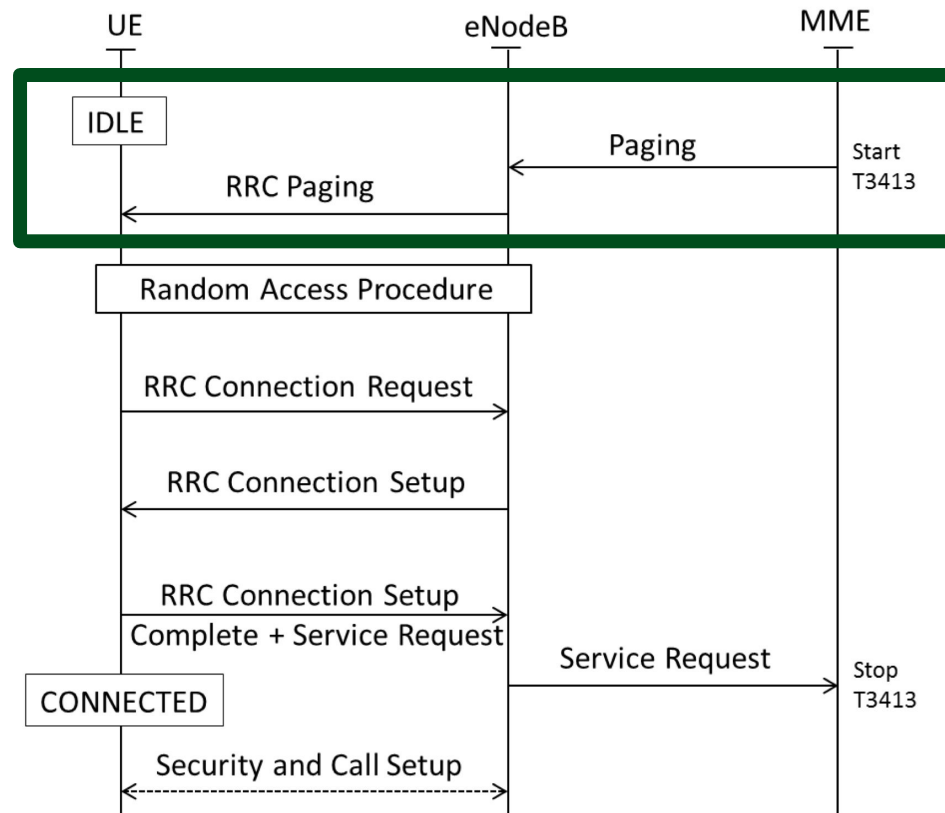 UE
eNodeB
MME
IDLE
Paging
Start
T3413
RRC Paging
Random Access Procedure
RRC Connection Request
RRC Connection Setup
RRC Connection Setup
Complete + Service Request
Service Request
Stop
T3413
CONNECTED
Security and Call Setup